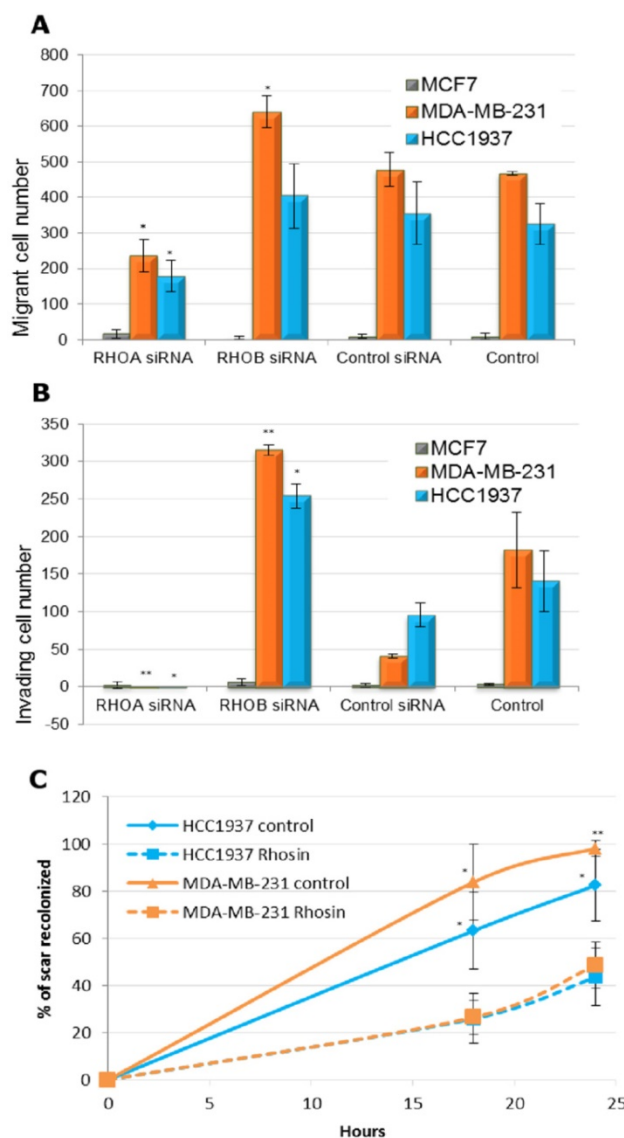 A
800
700
600
500
400
300
200
100
0
Migrant cell number
MCF7
MDA-MB-231
HCC1937
*
*
*
RHOA siRNA RHOB siRNA Control siRNA Control
B
350
300
250
200
150
100
50
0
-50
Invading cell number
MCF7
MDA-MB-231
HCC1937
**
*
**
*
RHOA siRNA RHOB siRNA Control siRNA Control
C
120
100
80
60
40
20
0
% of scar recolonized
HCC1937 control
HCC1937 Rhosin
MDA-MB-231 control
MDA-MB-231 Rhosin
*
*
**
*
0 5 10 15 20 25
Hours